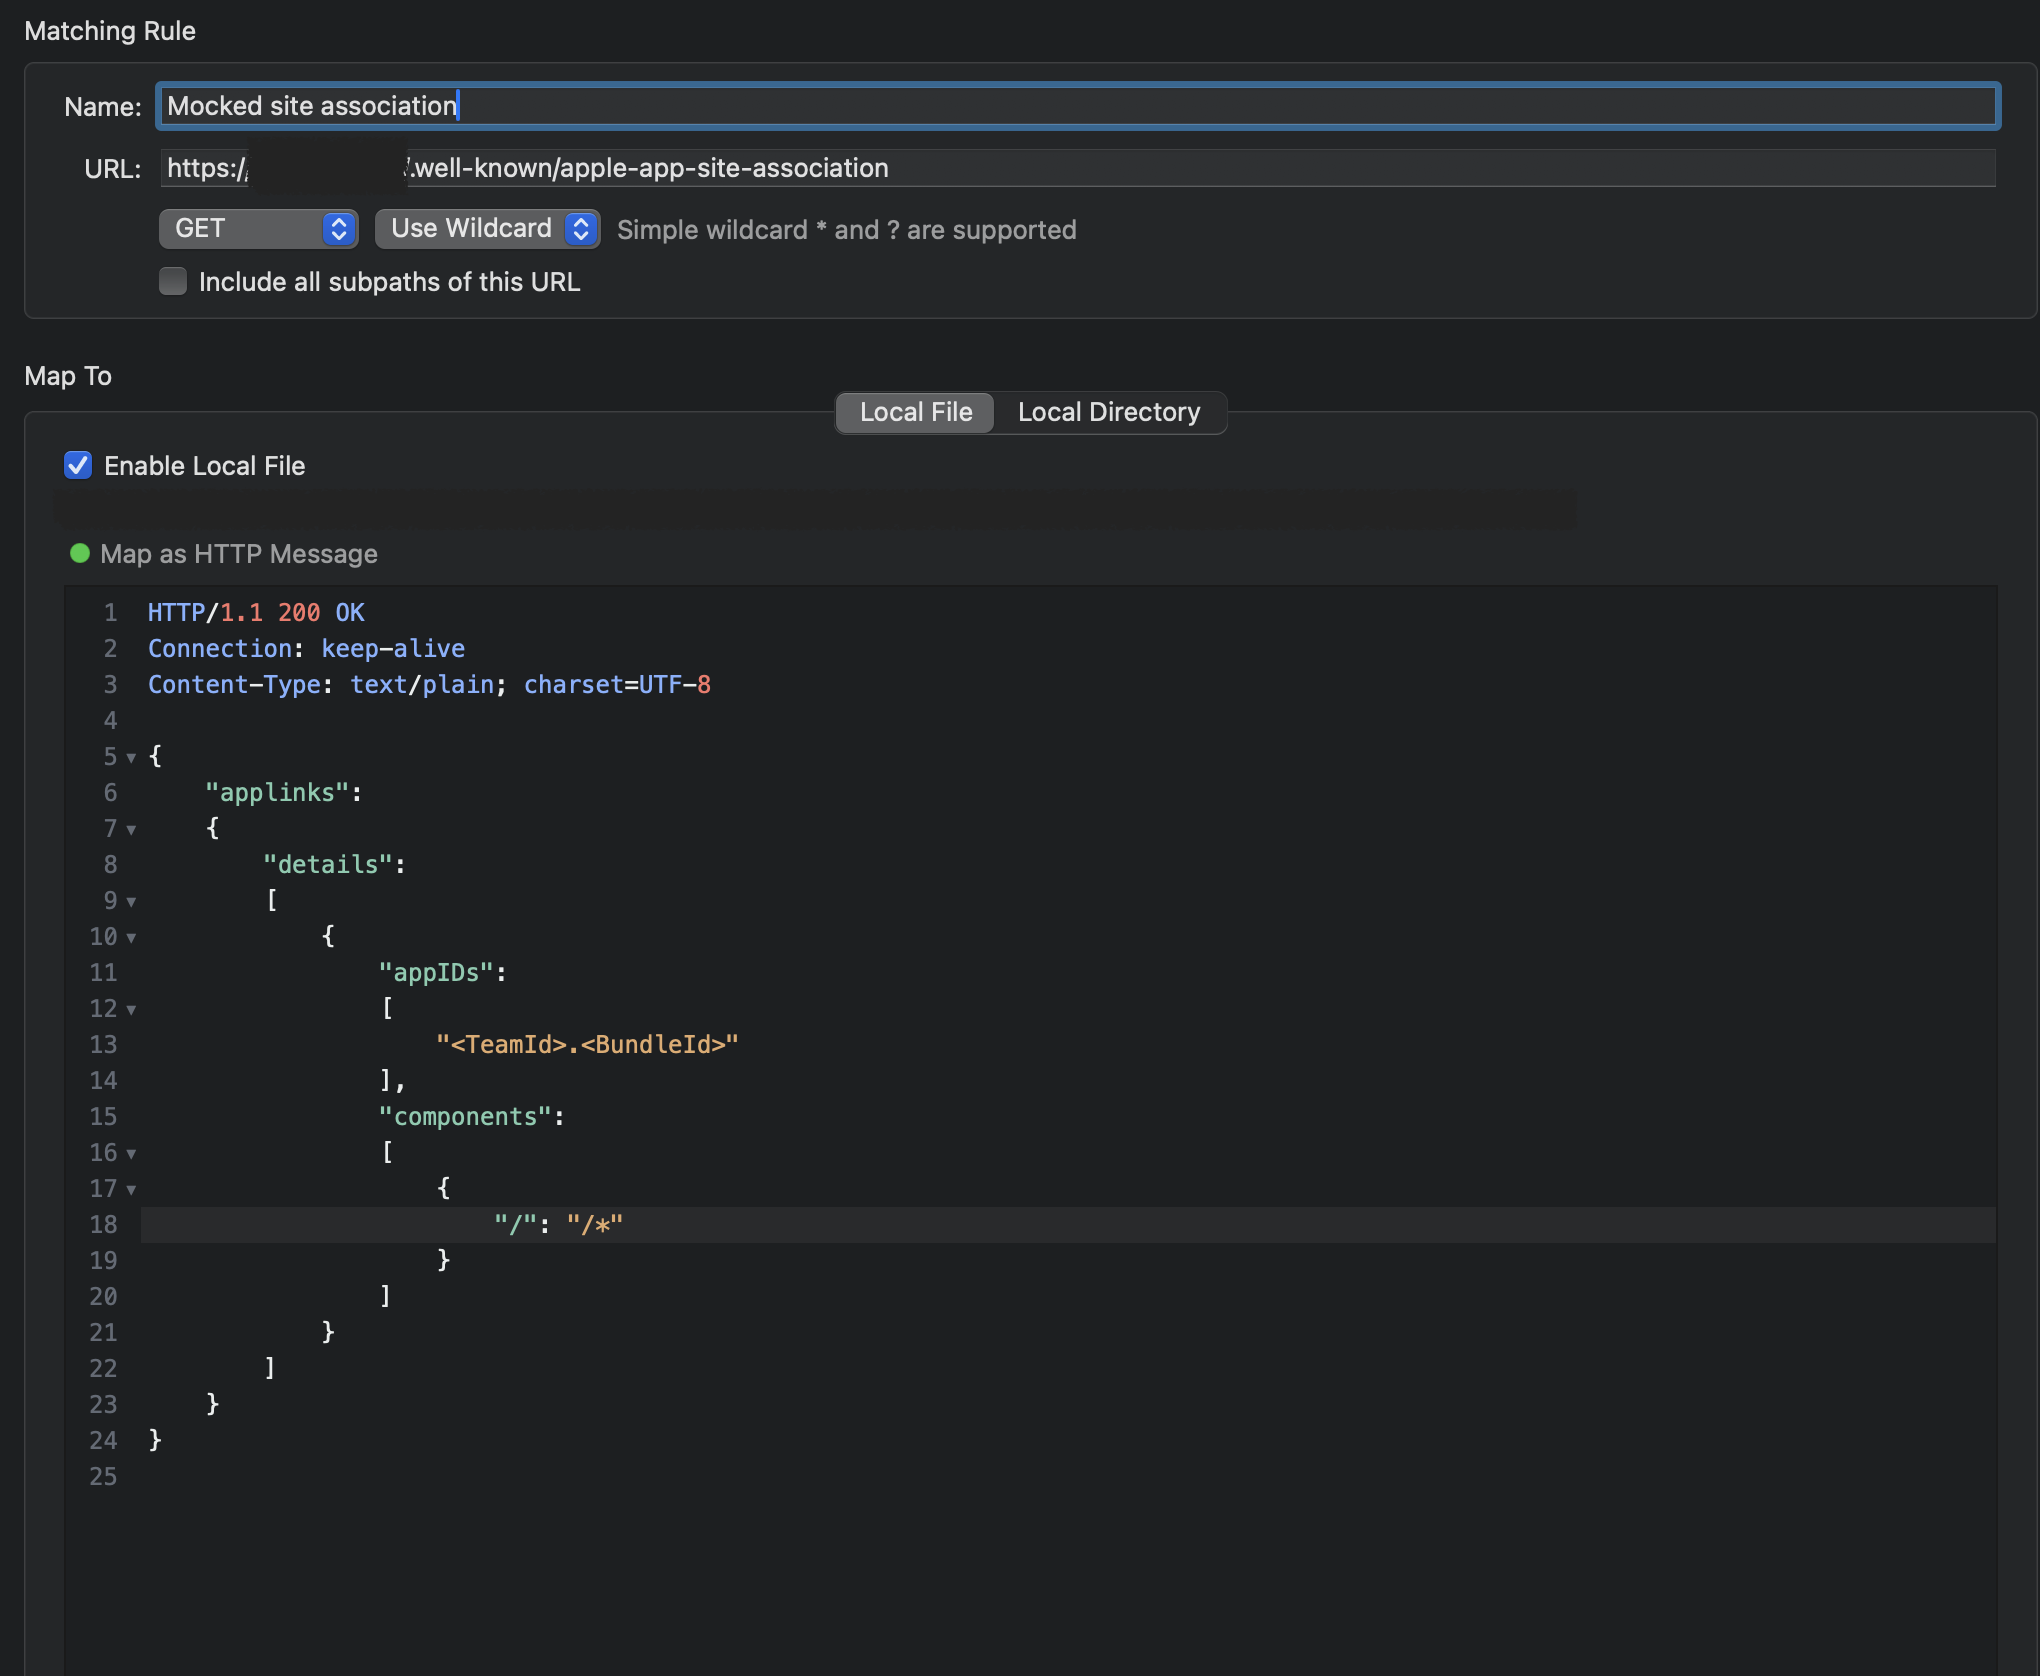 Matching Rule
Name: Mocked site association
URL: https:/ .well-known/apple-app-site-association
GET Use Wildcard Simple wildcard * and ? are supported
Include all subpaths of this URL
Map To
Local File Local Directory
Enable Local File
Map as HTTP Message
1 HTTP/1.1 200 OK
2 Connection: keep-alive
3 Content-Type: text/plain; charset=UTF-8
4
5 {
6 "applinks":
7 {
8 "details":
9 [
10 {
11 "appIDs":
12 [
13 "<TeamId>.<BundleId>"
14 ],
15 "components":
16 [
17 {
18 "/": "/*"
19 }
20 ]
21 }
22 ]
23 }
24 }
25